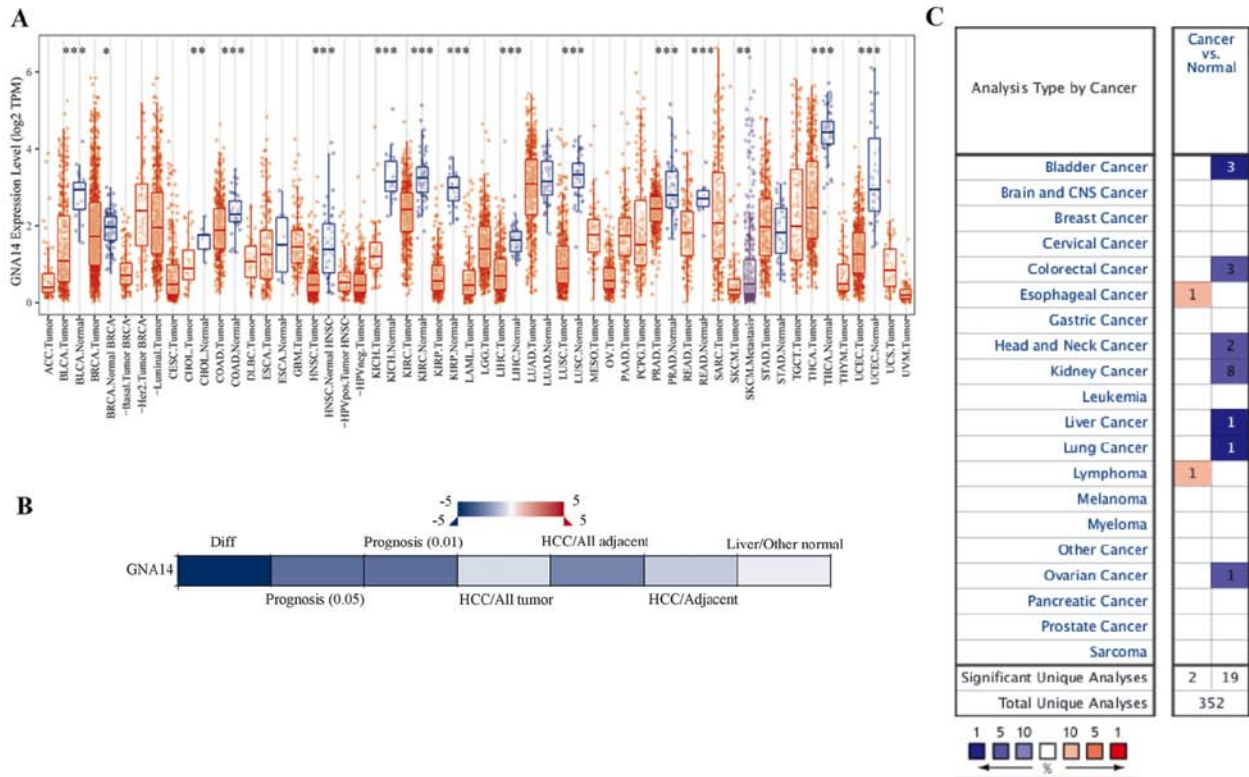 A
GNA14 Expression Level (log2 TPM)
6
4
2
0
*** * ** *** *** *** *** *** *** *** *** *** ** *** ***
ACC.Tumor
BLCA.Tumor
BLCA.Normal
BRCA.Tumor
BRCA.Normal BRCA-
-Basal.Tumor BRCA-
-Her2.Tumor BRCA-
-Luminal.Tumor
CESC.Tumor
CHOL.Tumor
CHOL.Normal
COAD.Tumor
COAD.Normal
DLBC.Tumor
ESCA.Tumor
ESCA.Normal
GBM.Tumor
HNSC.Tumor
HNSC.Normal HNSC-
-HPVpos.Tumor HNSC-
-HPVneg.Tumor
KICH.Tumor
KICH.Normal
KIRC.Tumor
KIRC.Normal
KIRP.Tumor
KIRP.Normal
LAML.Tumor
LGG.Tumor
LIHC.Tumor
LIHC.Normal
LUAD.Tumor
LUAD.Normal
LUSC.Tumor
LUSC.Normal
MESO.Tumor
OV.Tumor
PAAD.Tumor
PCPG.Tumor
PRAD.Tumor
PRAD.Normal
READ.Tumor
READ.Normal
SARC.Tumor
SKCM.Tumor
SKCM.Metastasis
STAD.Tumor
STAD.Normal
TGCT.Tumor
THCA.Tumor
THCA.Normal
THYM.Tumor
UCEC.Tumor
UCEC.Normal
UCS.Tumor
UVM.Tumor
B
-5 5
-5 5
Diff Prognosis (0.01) HCC/All adjacent Liver/Other normal
GNA14
Prognosis (0.05) HCC/All tumor HCC/Adjacent
C
Analysis Type by Cancer
Cancer
vs.
Normal
Bladder Cancer 3
Brain and CNS Cancer
Breast Cancer
Cervical Cancer
Colorectal Cancer 3
Esophageal Cancer 1
Gastric Cancer
Head and Neck Cancer 2
Kidney Cancer 8
Leukemia
Liver Cancer 1
Lung Cancer 1
Lymphoma 1
Melanoma
Myeloma
Other Cancer
Ovarian Cancer 1
Pancreatic Cancer
Prostate Cancer
Sarcoma
Significant Unique Analyses 2 19
Total Unique Analyses 352
1 5 10 10 5 1
%